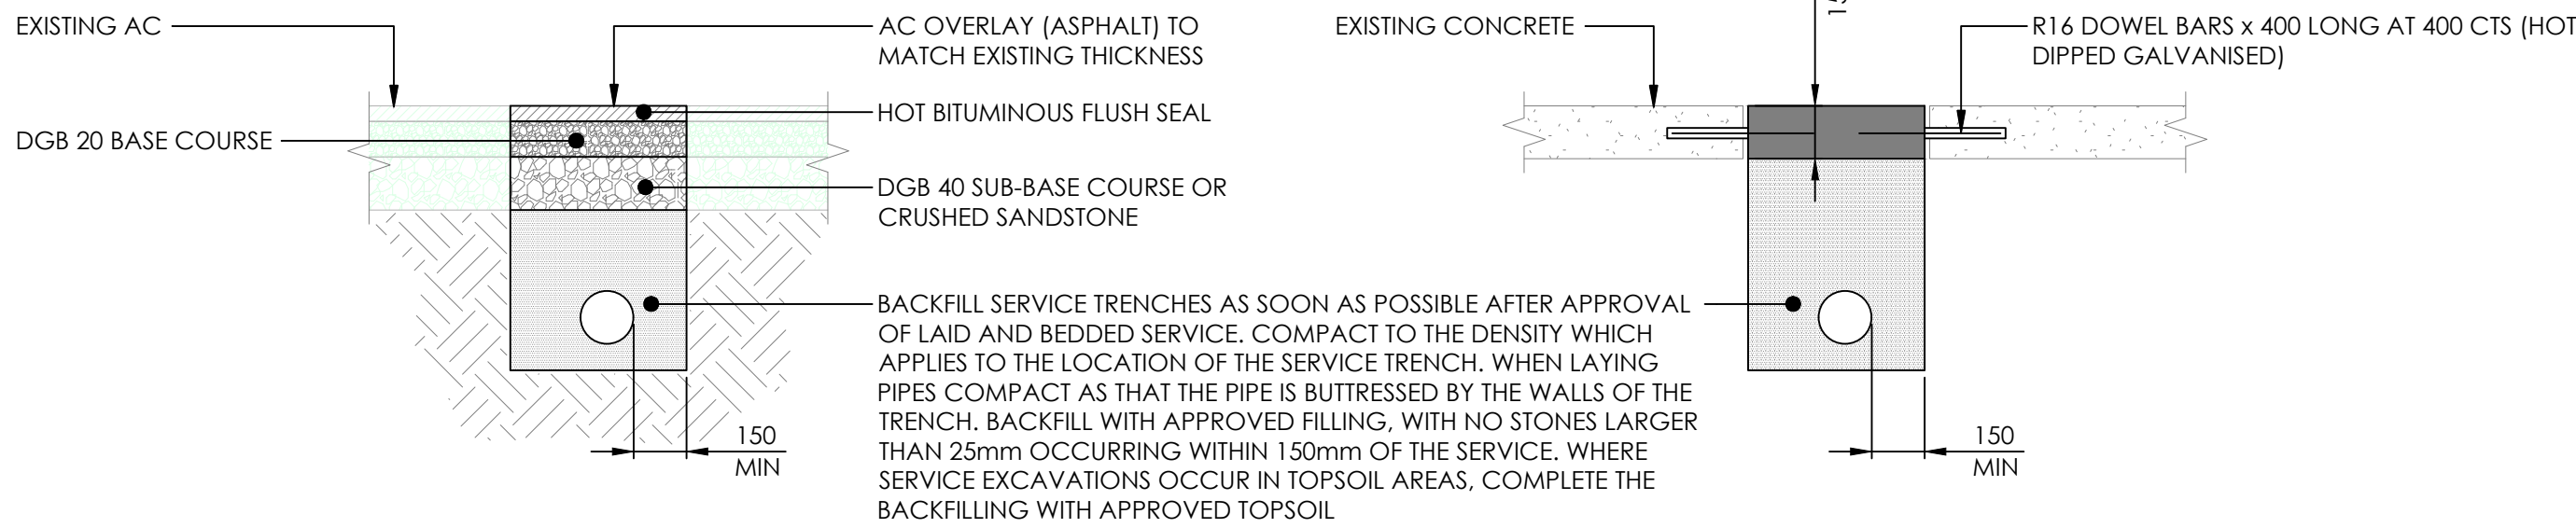 EXISTING AC
AC OVERLAY (ASPHALT) TO
MATCH EXISTING THICKNESS
HOT BITUMINOUS FLUSH SEAL
DGB 20 BASE COURSE
DGB 40 SUB-BASE COURSE OR
CRUSHED SANDSTONE
BACKFILL SERVICE TRENCHES AS SOON AS POSSIBLE AFTER APPROVAL
OF LAID AND BEDDED SERVICE. COMPACT TO THE DENSITY WHICH
APPLIES TO THE LOCATION OF THE SERVICE TRENCH. WHEN LAYING
PIPES COMPACT AS THAT THE PIPE IS BUTTRESSED BY THE WALLS OF THE
TRENCH. BACKFILL WITH APPROVED FILLING, WITH NO STONES LARGER
THAN 25mm OCCURRING WITHIN 150mm OF THE SERVICE. WHERE
SERVICE EXCAVATIONS OCCUR IN TOPSOIL AREAS, COMPLETE THE
BACKFILLING WITH APPROVED TOPSOIL
150
MIN
EXISTING CONCRETE
R16 DOWEL BARS x 400 LONG AT 400 CTS (HOT
DIPPED GALVANISED)
150
MIN